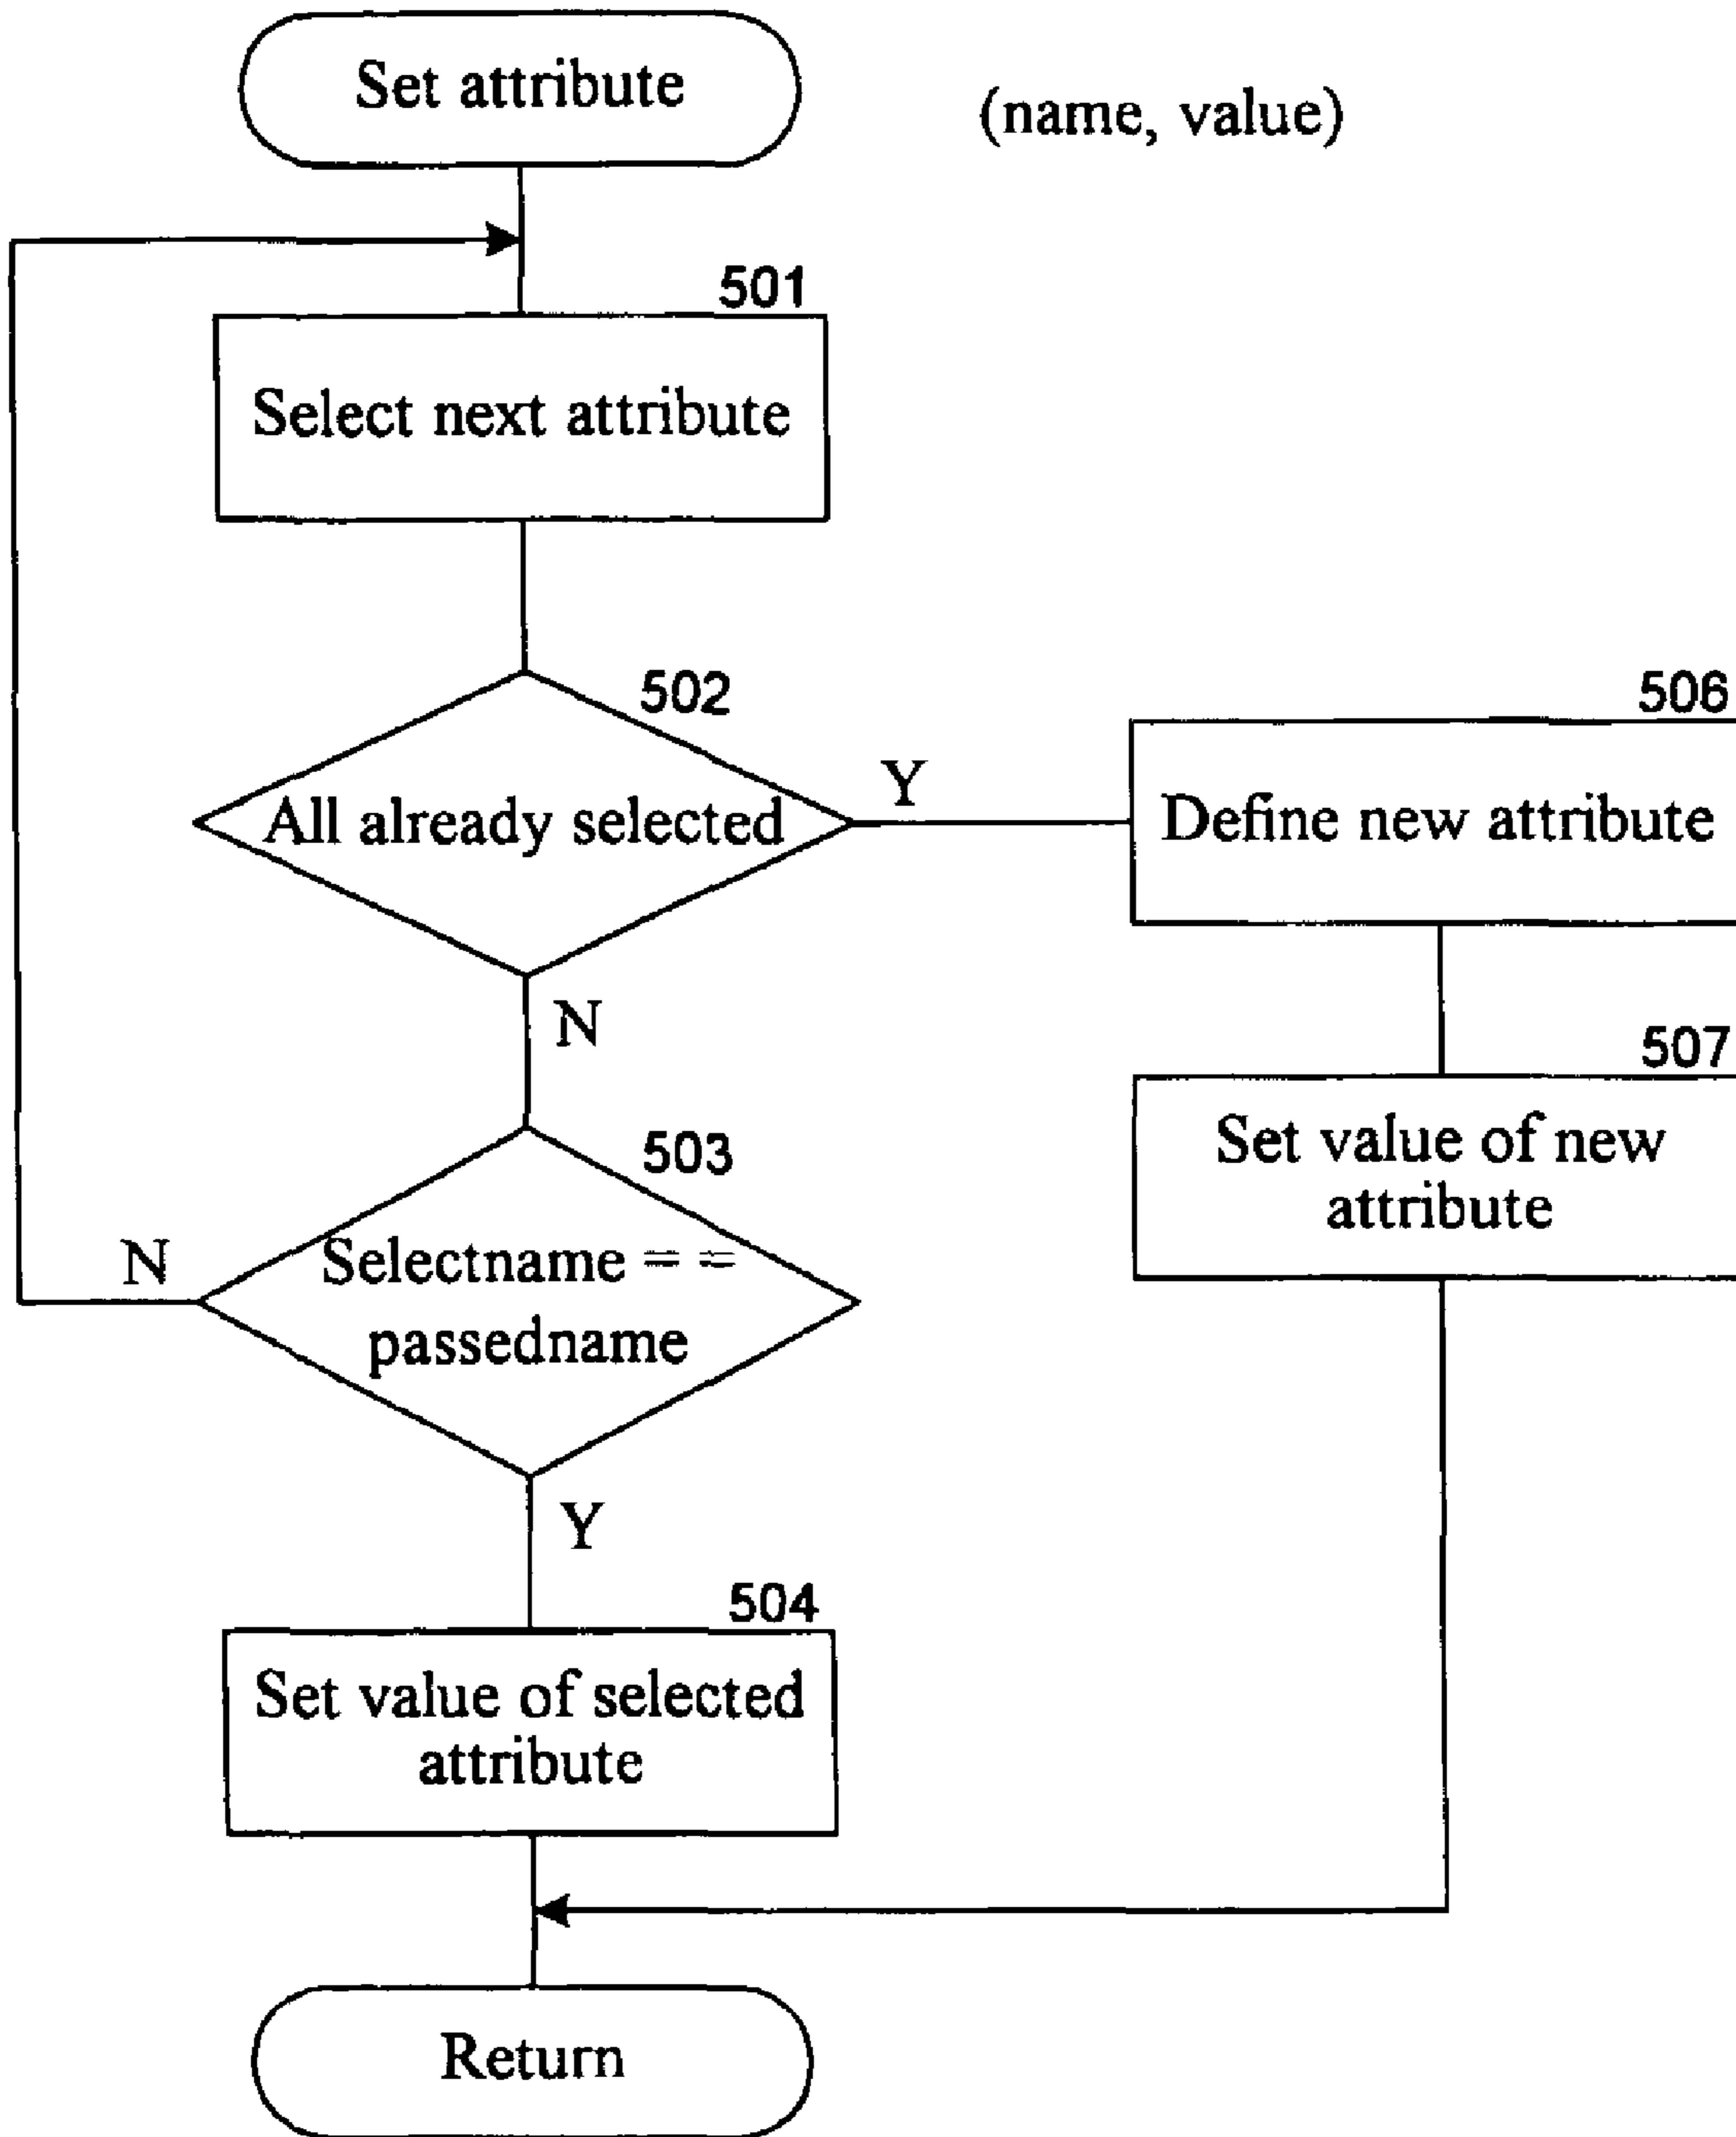 Set attribute
(name, value)
501
Select next attribute
502
All already selected
Y
506
Define new attribute
N
507
Set value of new
attribute
503
N
Selectname = =
passedname
Y
504
Set value of selected
attribute
Return